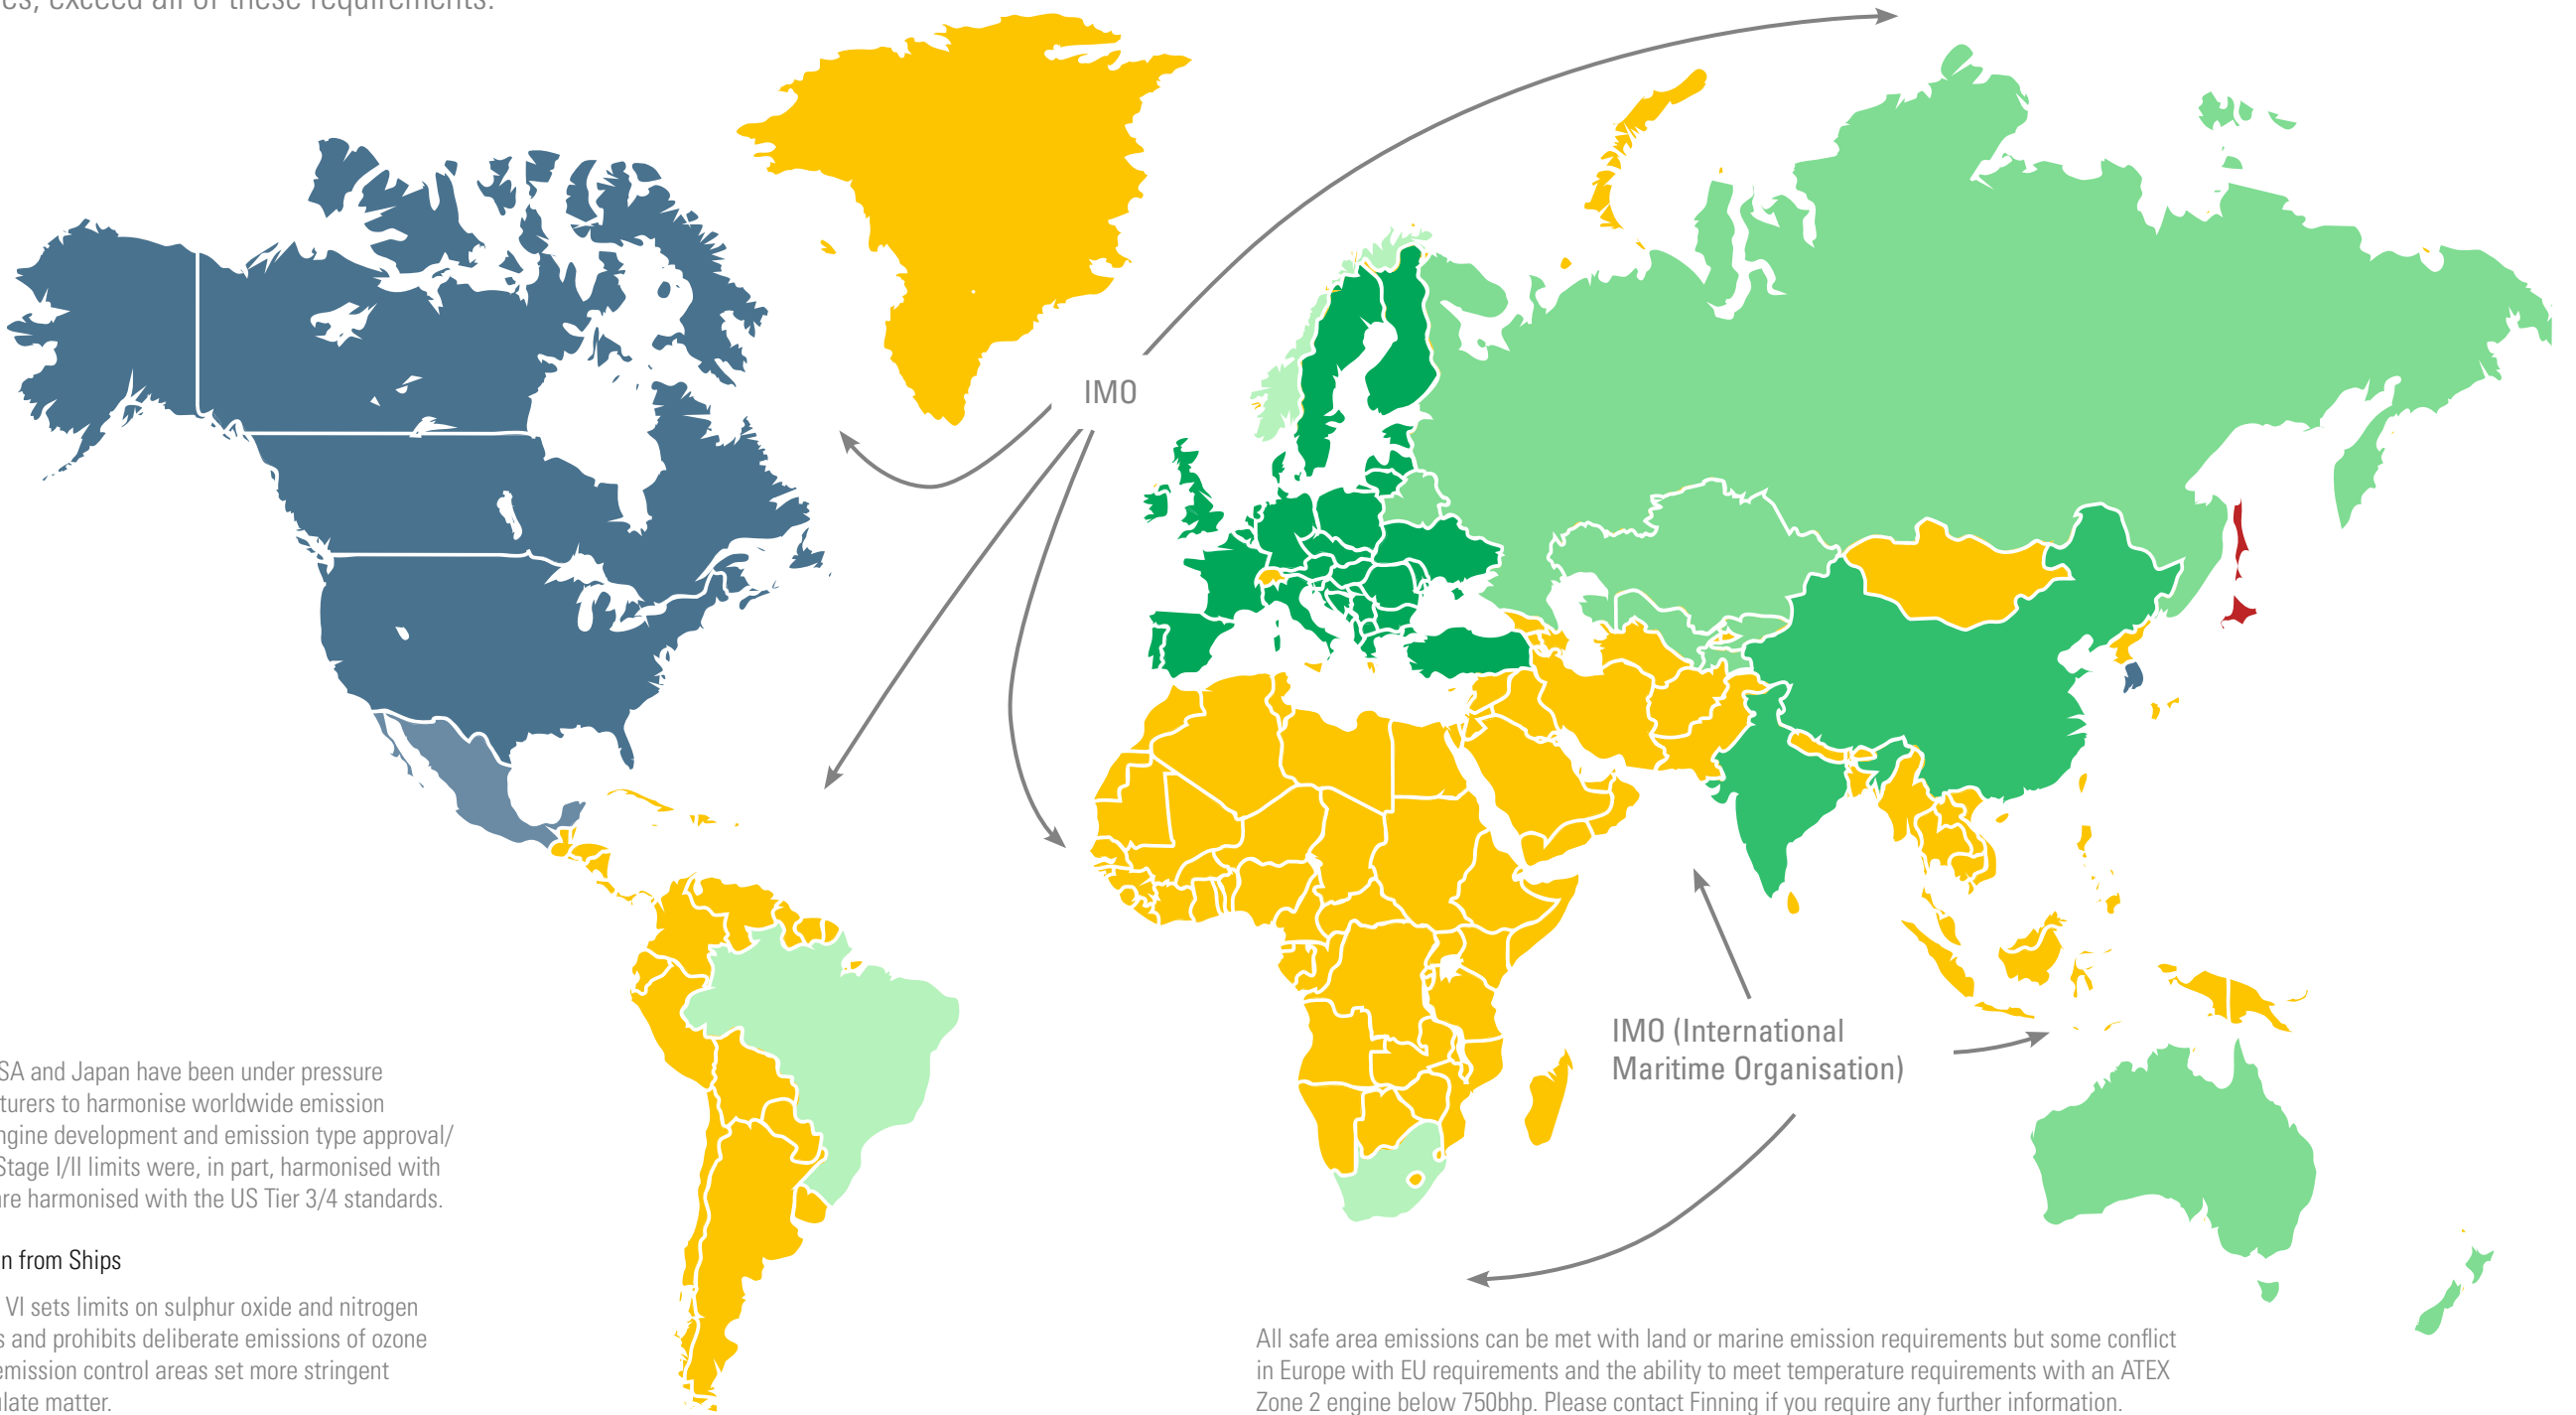 es, exceed all of these requirements.
IMO
IMO (International
Maritime Organisation)
SA and Japan have been under pressure
turers to harmonise worldwide emission
ngine development and emission type approval/
Stage I/II limits were, in part, harmonised with
are harmonised with the US Tier 3/4 standards.
n from Ships
VI sets limits on sulphur oxide and nitrogen
s and prohibits deliberate emissions of ozone
emission control areas set more stringent
ulate matter.
All safe area emissions can be met with land or marine emission requirements but some conflict
in Europe with EU requirements and the ability to meet temperature requirements with an ATEX
Zone 2 engine below 750bhp. Please contact Finning if you require any further information.